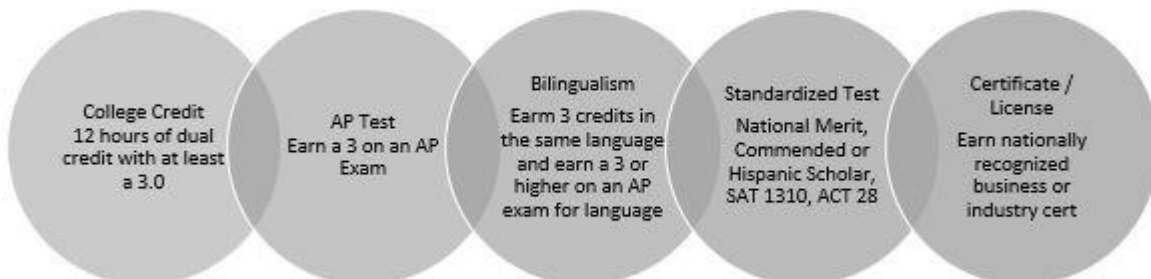 College Credit
12 hours of dual
credit with at least
a 3.0
AP Test
Earn a 3 on an AP
Exam
Bilingualism
Earm 3 credits in
the same language
and earn a 3 or
higher on an AP
exam for language
Standardized Test
National Merit,
Commended or
Hispanic Scholar,
SAT 1310, ACT 28
Certificate /
License
Earn nationally
recognized
business or
industry cert